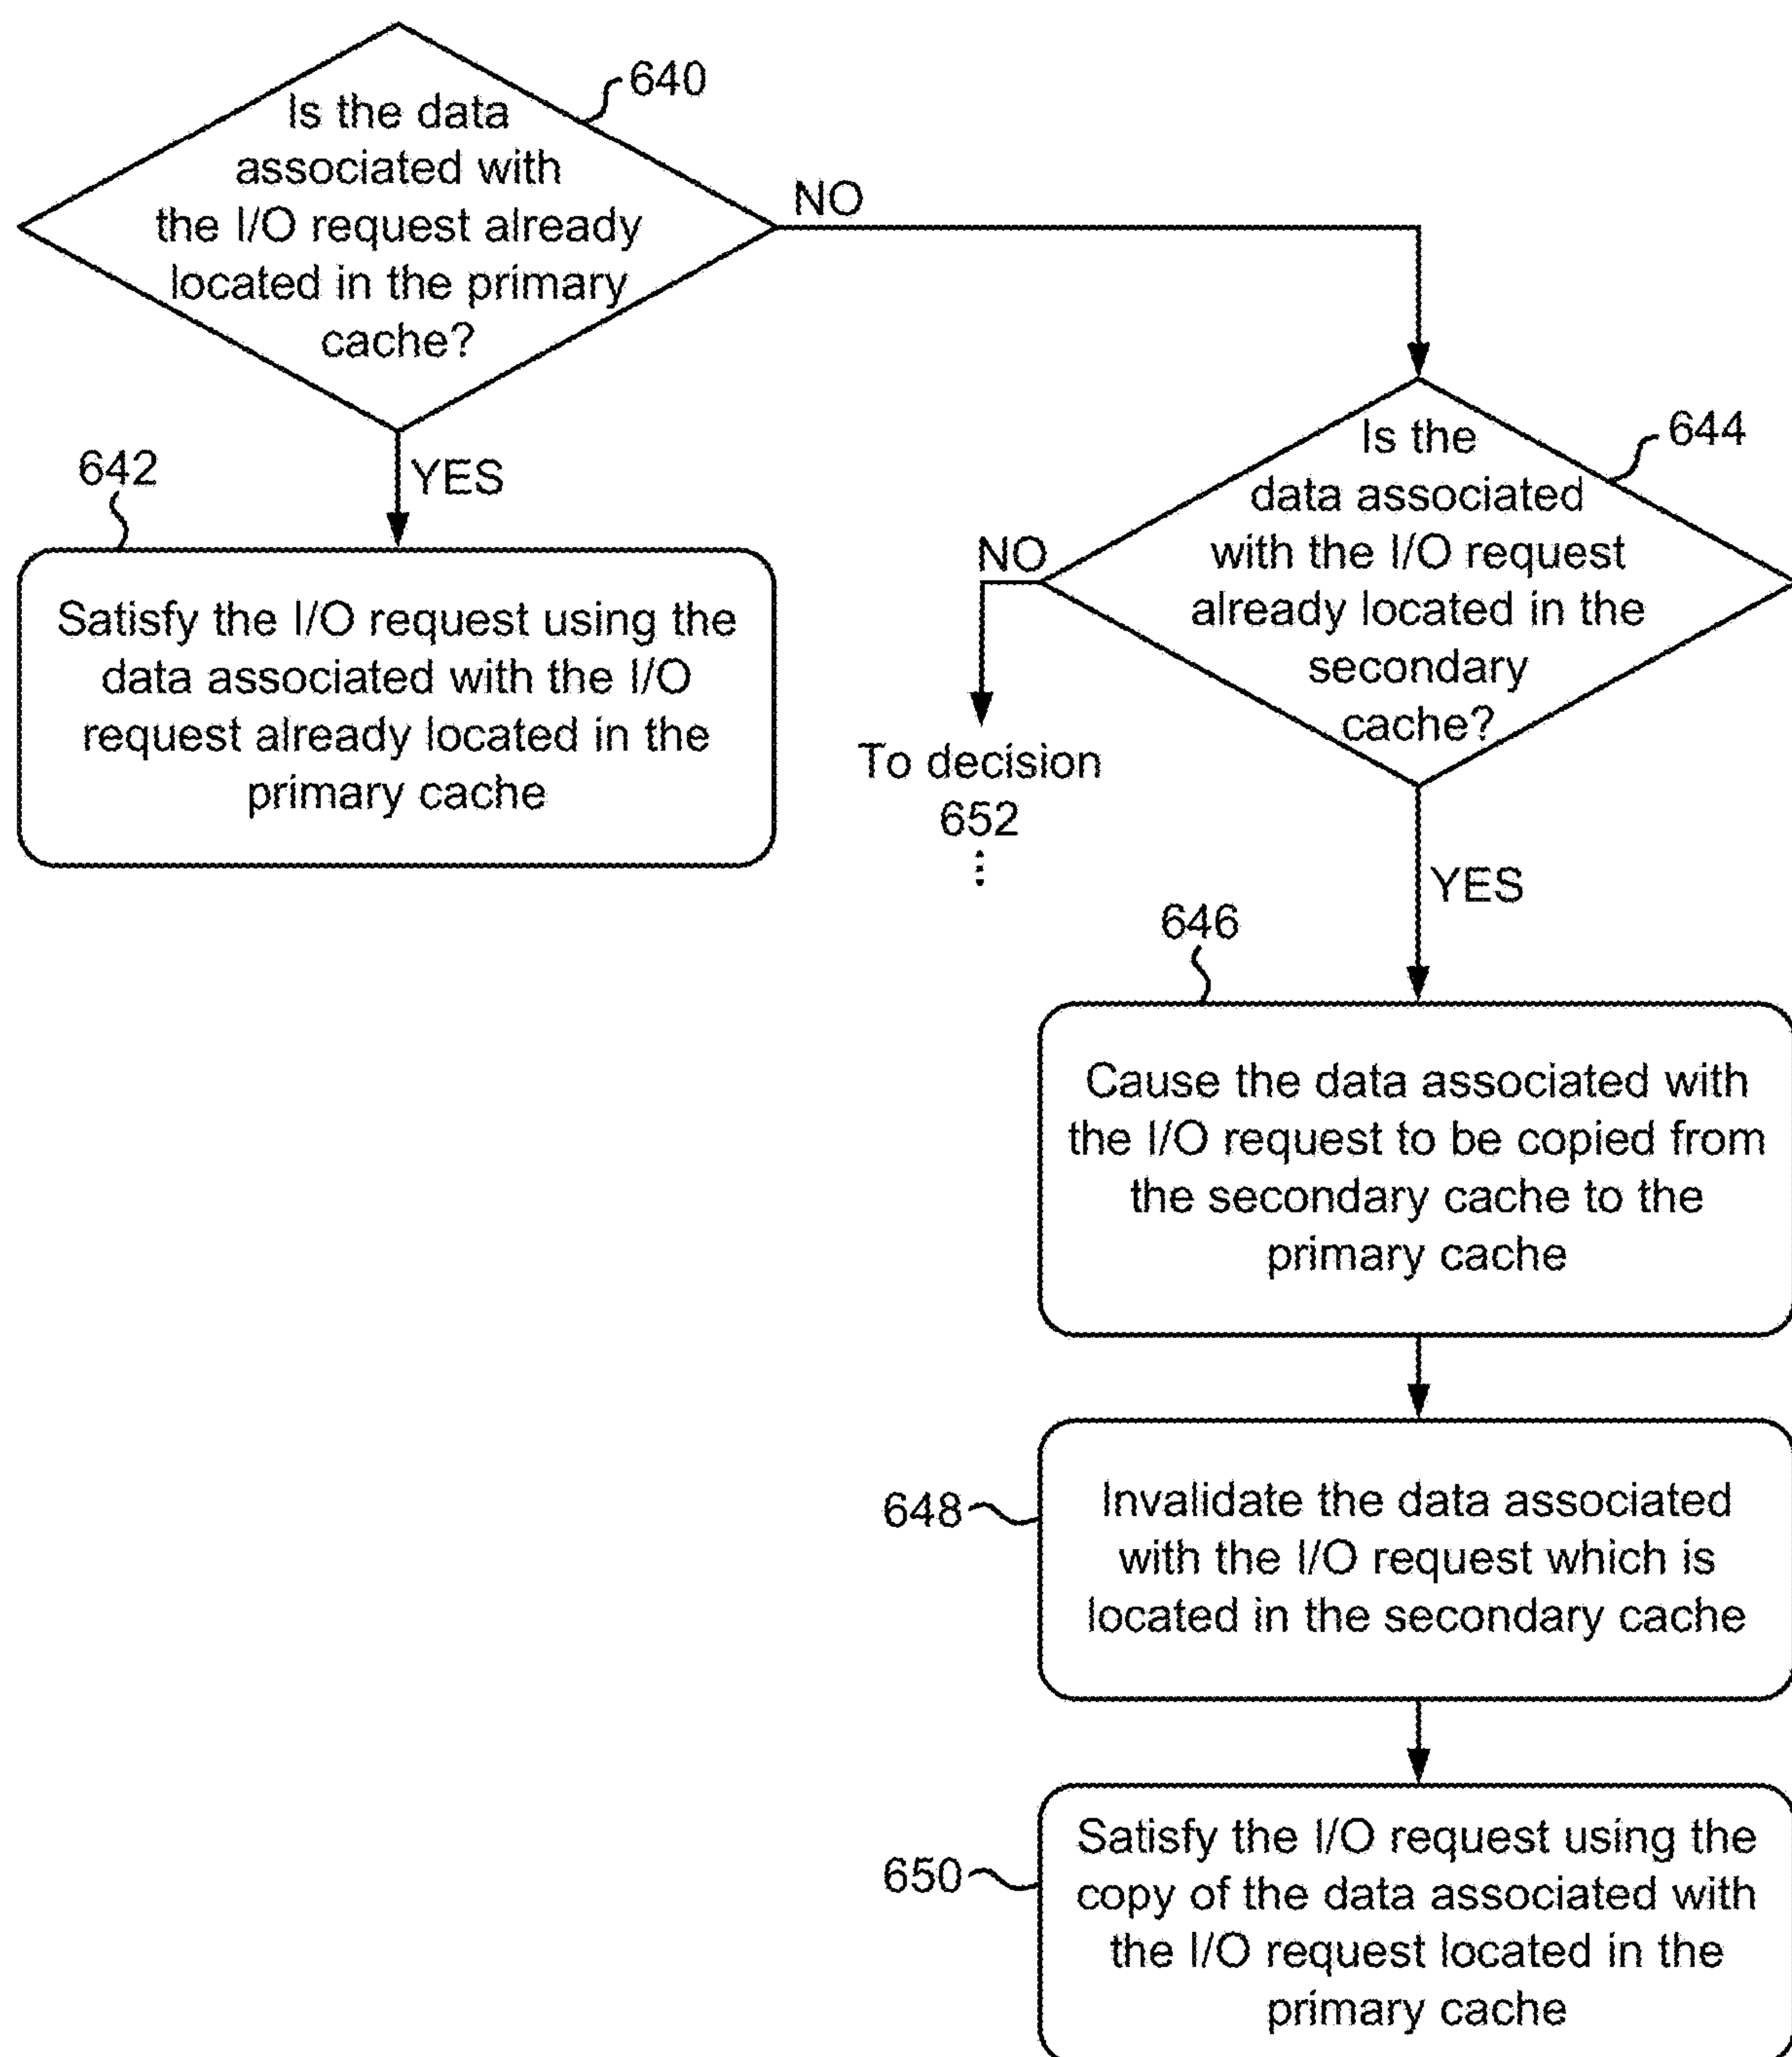 640
Is the data
associated with
the I/O request already
located in the primary
cache?
NO
YES
642
Satisfy the I/O request using the
data associated with the I/O
request already located in the
primary cache
644
Is the
data associated
with the I/O request
already located in the
secondary
cache?
NO
To decision
652
⋮
YES
646
Cause the data associated with
the I/O request to be copied from
the secondary cache to the
primary cache
648
Invalidate the data associated
with the I/O request which is
located in the secondary cache
650
Satisfy the I/O request using the
copy of the data associated with
the I/O request located in the
primary cache